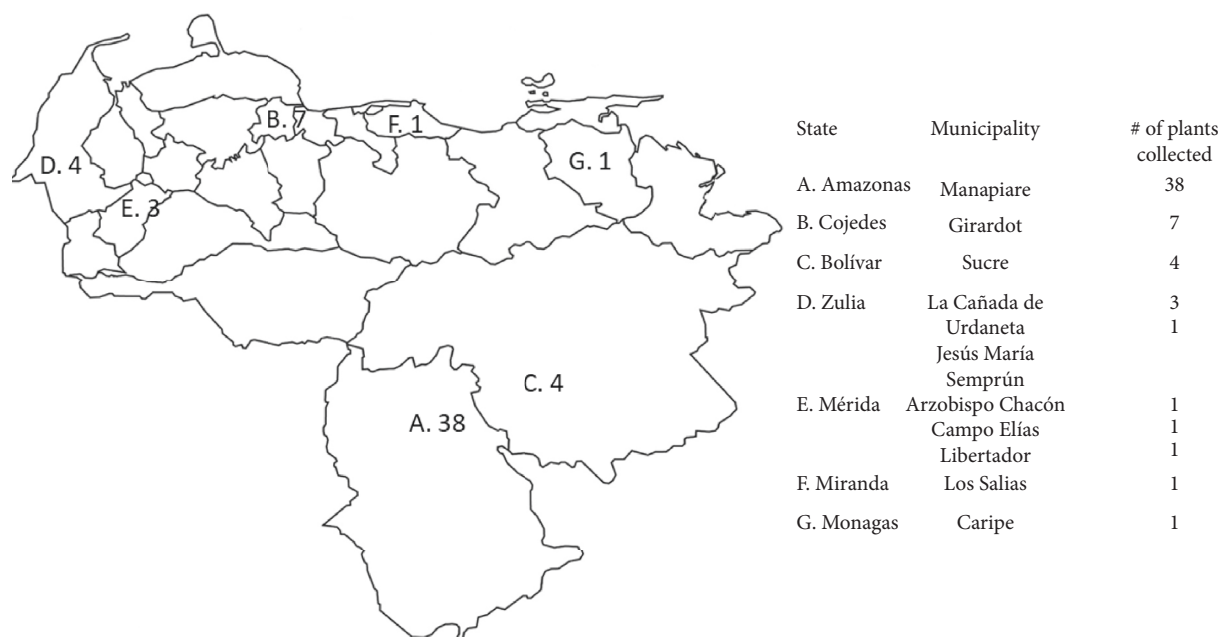 B. 7
F. 1
D. 4
G. 1
E. 3
C. 4
A. 38
State Municipality # of plants
collected
A. Amazonas Manapiare 38
B. Cojedes Girardot 7
C. Bolívar Sucre 4
D. Zulia La Cañada de 3
Urdaneta 1
Jesús María
Semprún
E. Mérida Arzobispo Chacón 1
Campo Elías 1
Libertador 1
F. Miranda Los Salias 1
G. Monagas Caripe 1